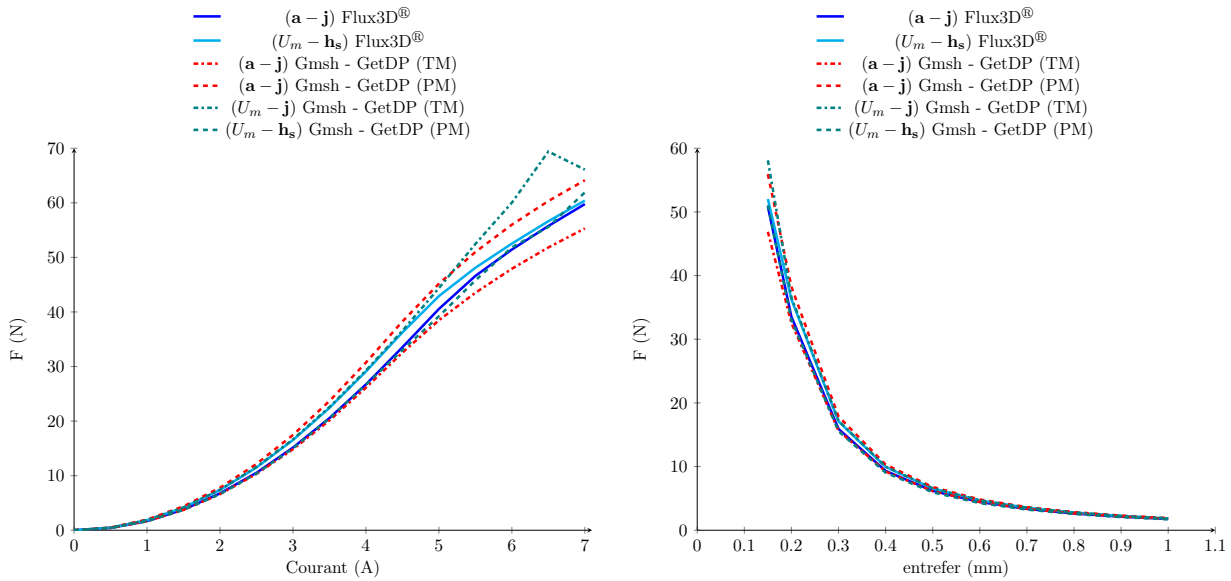 (a − j) Flux3D®
(U_m − h_s) Flux3D®
(a − j) Gmsh - GetDP (TM)
(a − j) Gmsh - GetDP (PM)
(U_m − j) Gmsh - GetDP (TM)
(U_m − h_s) Gmsh - GetDP (PM)
70
60
50
40
30
20
10
0
F (N)
0 1 2 3 4 5 6 7
Courant (A)
(a − j) Flux3D®
(U_m − h_s) Flux3D®
(a − j) Gmsh - GetDP (TM)
(a − j) Gmsh - GetDP (PM)
(U_m − j) Gmsh - GetDP (TM)
(U_m − h_s) Gmsh - GetDP (PM)
60
50
40
30
20
10
0
F (N)
0 0.1 0.2 0.3 0.4 0.5 0.6 0.7 0.8 0.9 1 1.1
entrefer (mm)